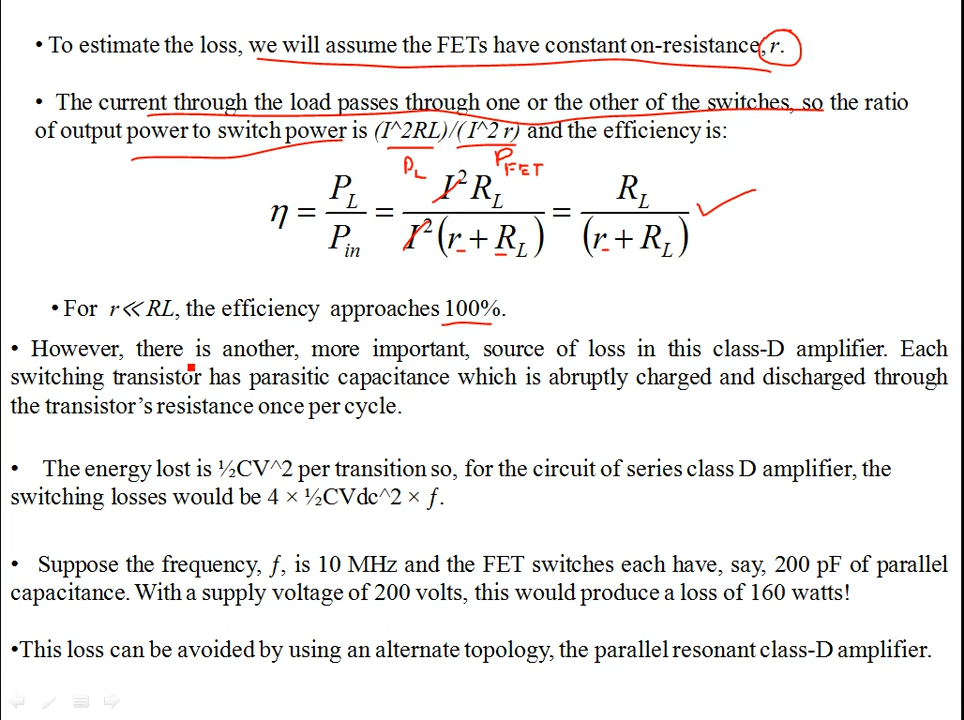 • To estimate the loss, we will assume the FETs have constant on-resistance, r.
• The current through the load passes through one or the other of the switches, so the ratio
of output power to switch power is (I^2RL)/( I^2 r) and the efficiency is:
P_L P_FET
η = P_L / P_in = I² R_L / I² (r + R_L) = R_L / (r + R_L)
• For r ≪ RL, the efficiency approaches 100%.
• However, there is another, more important, source of loss in this class-D amplifier. Each
switching transistor has parasitic capacitance which is abruptly charged and discharged through
the transistor’s resistance once per cycle.
• The energy lost is ½CV^2 per transition so, for the circuit of series class D amplifier, the
switching losses would be 4 × ½CVdc^2 × f.
• Suppose the frequency, f, is 10 MHz and the FET switches each have, say, 200 pF of parallel
capacitance. With a supply voltage of 200 volts, this would produce a loss of 160 watts!
•This loss can be avoided by using an alternate topology, the parallel resonant class-D amplifier.